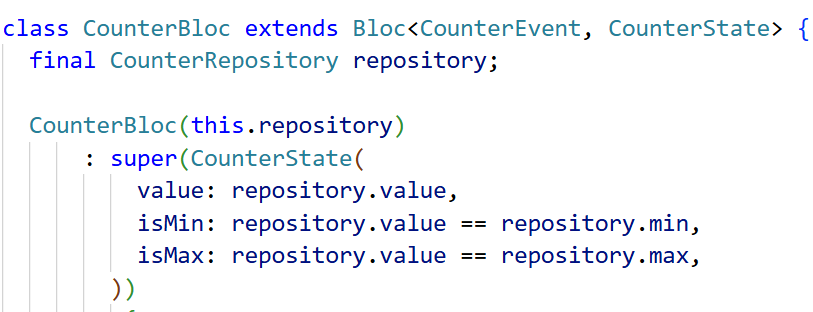 class CounterBloc extends Bloc<CounterEvent, CounterState> {
final CounterRepository repository;
CounterBloc(this.repository)
: super(CounterState(
value: repository.value,
isMin: repository.value == repository.min,
isMax: repository.value == repository.max,
))